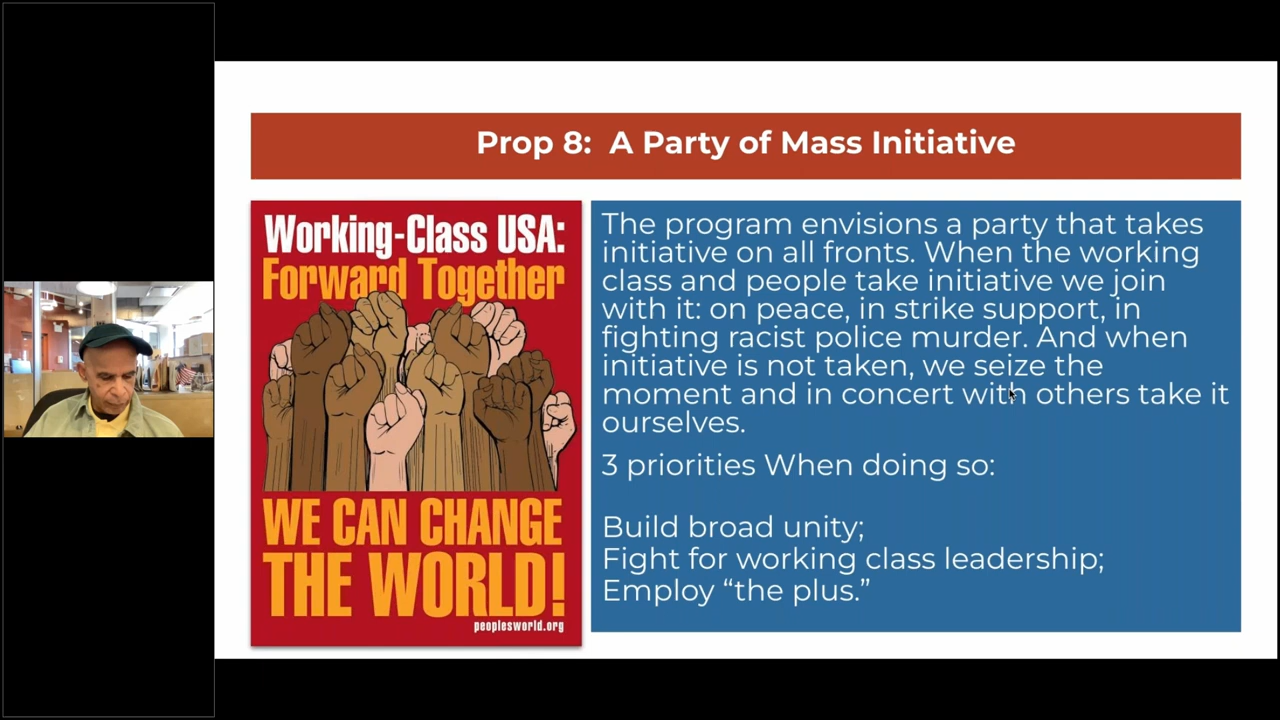 Prop 8: A Party of Mass Initiative
Working-Class USA:
Forward Together
WE CAN CHANGE
THE WORLD!
peoplesworld.org
The program envisions a party that takes
initiative on all fronts. When the working
class and people take initiative we join
with it: on peace, in strike support, in
fighting racist police murder. And when
initiative is not taken, we seize the
moment and in concert with others take it
ourselves.
3 priorities When doing so:
Build broad unity;
Fight for working class leadership;
Employ “the plus.”